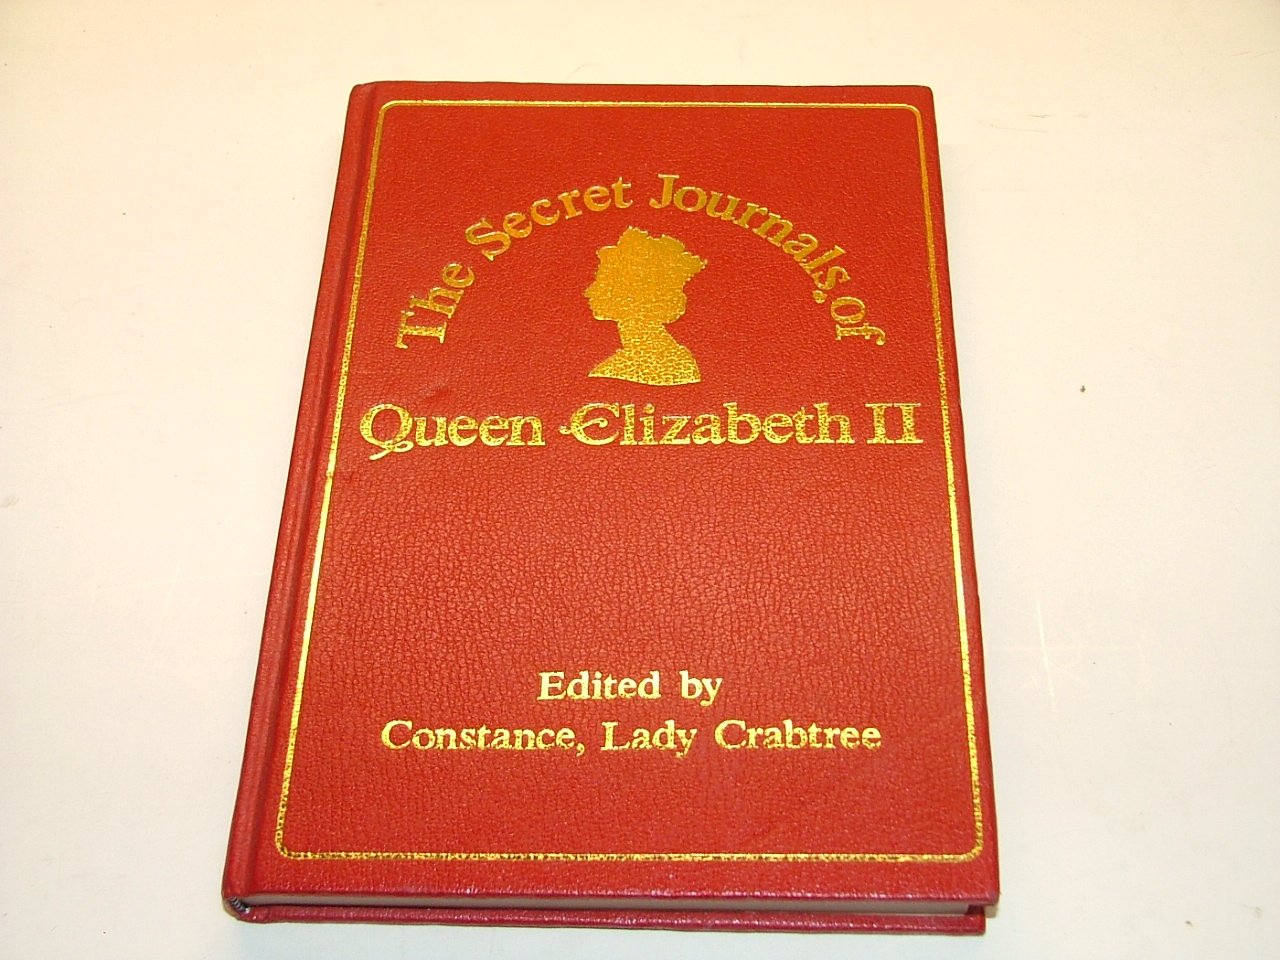 The Secret Journals of
Queen Elizabeth II
Edited by
Constance, Lady Crabtree